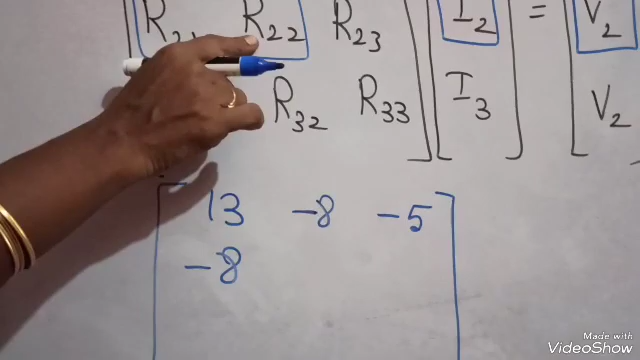 R₂₂ R₂₃ I₂ = V₂
R₃₂ R₃₃ I₃ V₂
13 -8 -5
-8
Made with
VideoShow